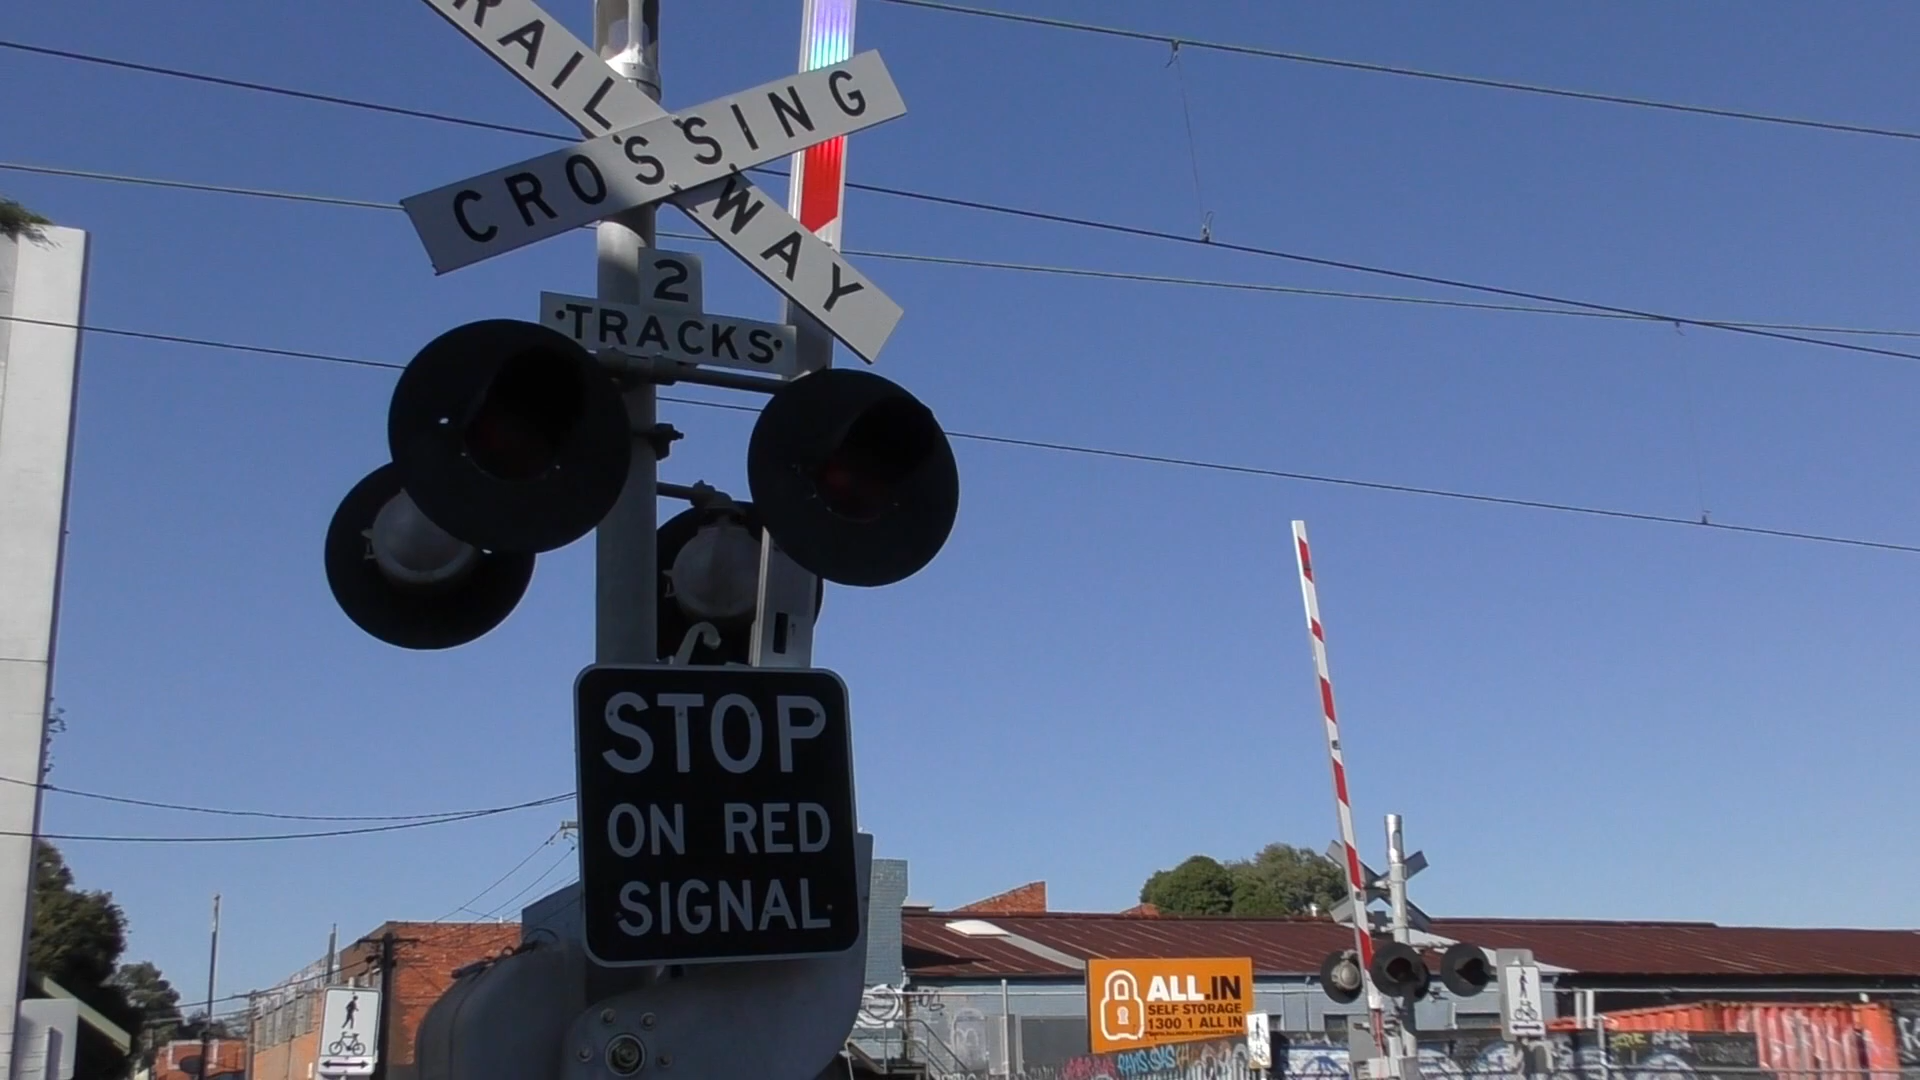 RAILWAY
CROSSING
2
TRACKS
STOP
ON RED
SIGNAL
ALL.IN
SELF STORAGE
1300 1 ALL IN